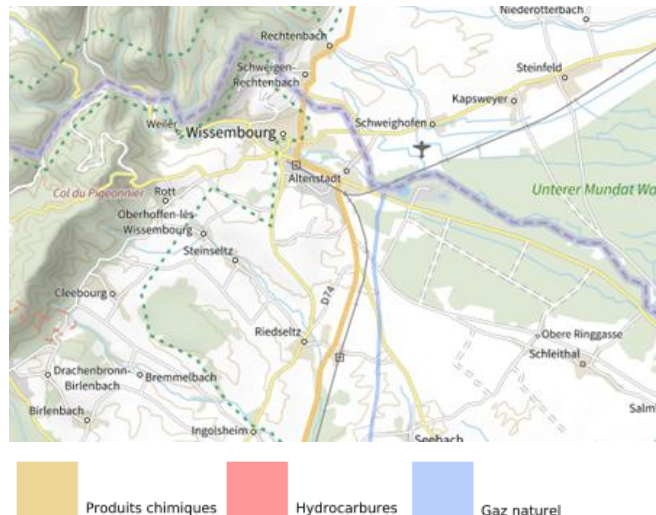 Niederotterbach
Rechtenbach
Schweigen-
Rechtenbach
Steinfeld
Kapsweyer
Weiler
Wissembourg
Schweighofen
Altenstadt
Col du Pigeonnier
Rott
Unterer Mundat Wa
Oberhoffen-lès
Wissembourg
Steinseltz
Cleebourg
D74
Riedseltz
Obere Ringgasse
Schleithal
Drachenbronn-
Birlenbach
Bremmelbach
Birlenbach
Salm
Ingolsheim
Seebach
Produits chimiques
Hydrocarbures
Gaz naturel